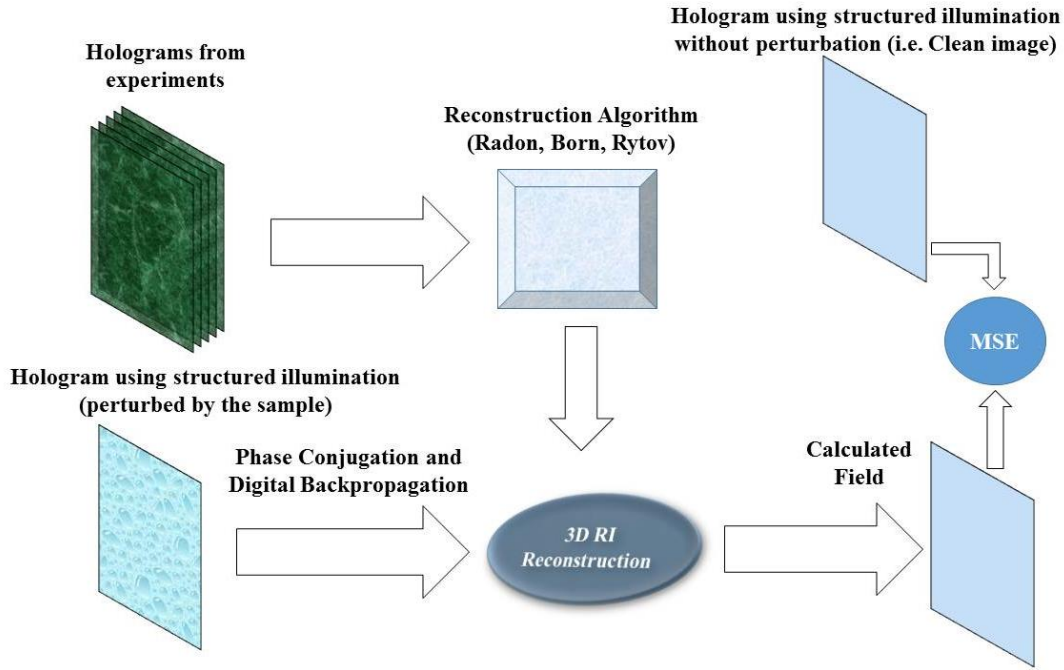 Hologram using structured illumination
without perturbation (i.e. Clean image)
Holograms from
experiments
Reconstruction Algorithm
(Radon, Born, Rytov)
MSE
Hologram using structured illumination
(perturbed by the sample)
Phase Conjugation and
Digital Backpropagation
3D RI
Reconstruction
Calculated
Field